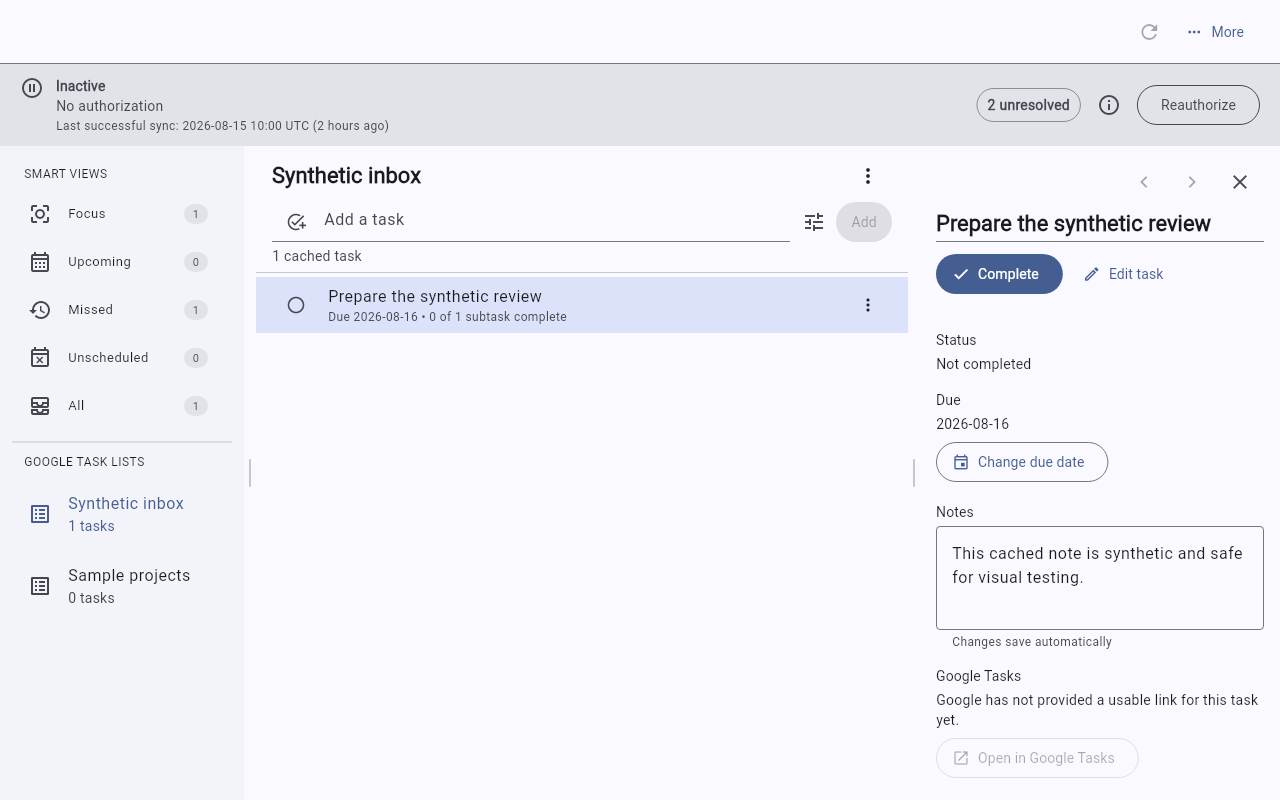 More
Inactive
No authorization
Last successful sync: 2026-08-15 10:00 UTC (2 hours ago)
2 unresolved
Reauthorize
SMART VIEWS
Focus 1
Upcoming 0
Missed 1
Unscheduled 0
All 1
GOOGLE TASK LISTS
Synthetic inbox
1 tasks
Sample projects
0 tasks
Synthetic inbox
Add a task
Add
1 cached task
Prepare the synthetic review
Due 2026-08-16 • 0 of 1 subtask complete
Prepare the synthetic review
Complete
Edit task
Status
Not completed
Due
2026-08-16
Change due date
Notes
This cached note is synthetic and safe
for visual testing.
Changes save automatically
Google Tasks
Google has not provided a usable link for this task
yet.
Open in Google Tasks